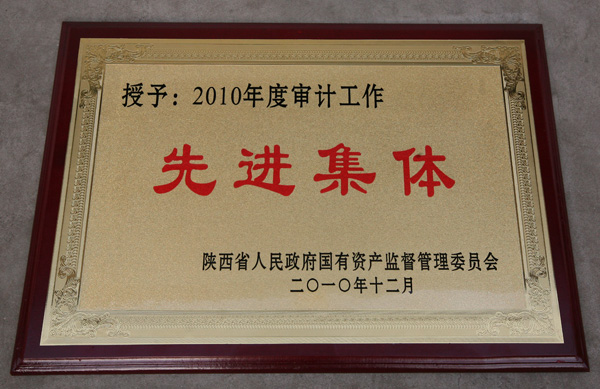 授予：2010年度审计工作
先进集体
陕西省人民政府国有资产监督管理委员会
二〇一〇年十二月